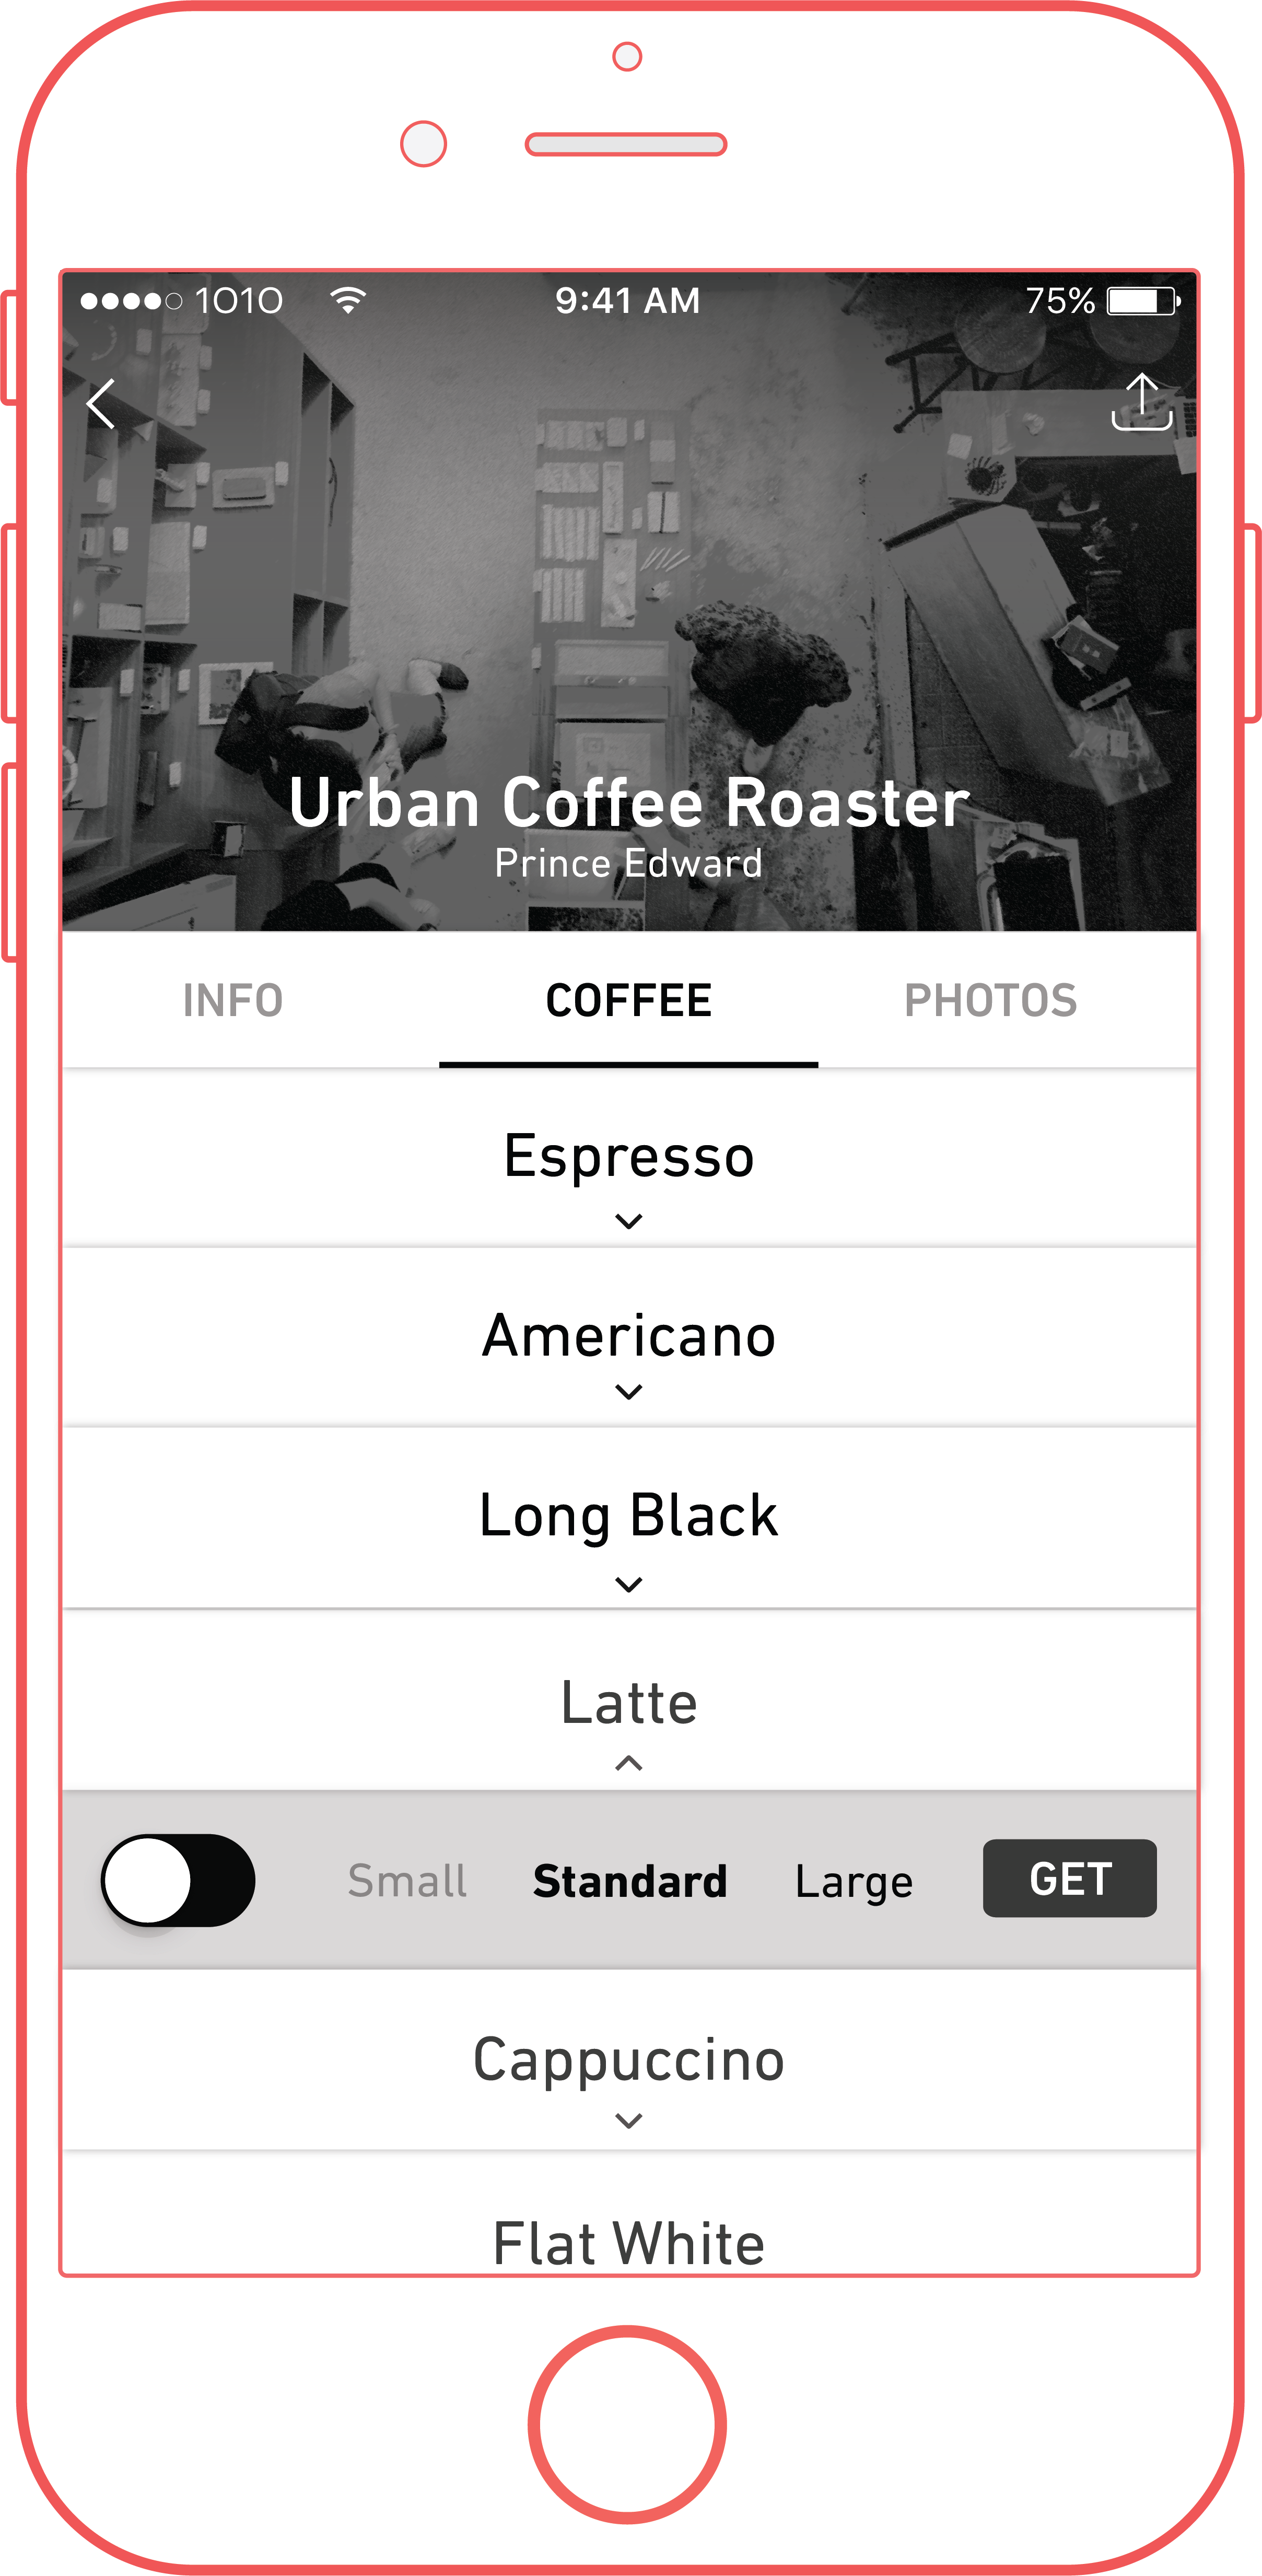 1010 9:41 AM 75%
Urban Coffee Roaster
Prince Edward
INFO COFFEE PHOTOS
Espresso
Americano
Long Black
Latte
Small Standard Large GET
Cappuccino
Flat White